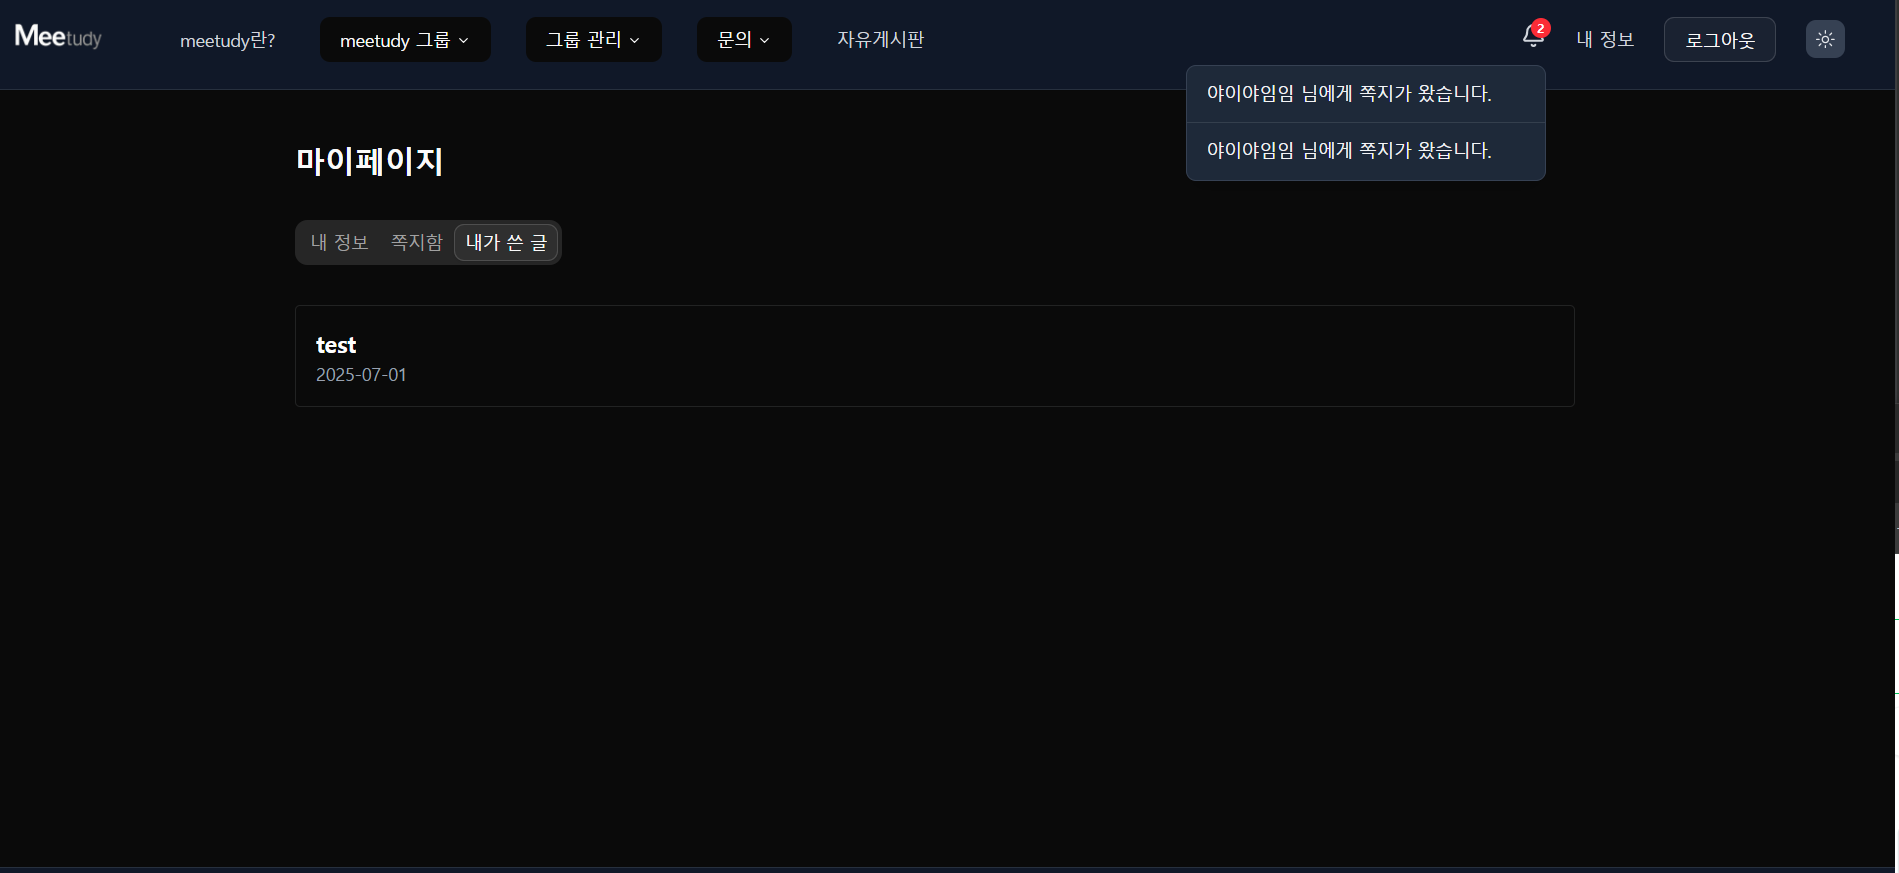 Meetudy
meetudy란?
meetudy 그룹
그룹 관리
문의
자유게시판
2
내 정보
로그아웃
야이야임임 님에게 쪽지가 왔습니다.
야이야임임 님에게 쪽지가 왔습니다.
마이페이지
내 정보
쪽지함
내가 쓴 글
test
2025-07-01